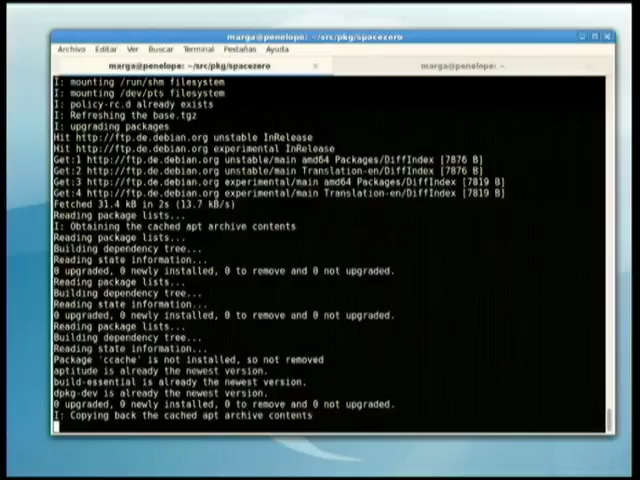 marga@penelope: ~/src/pkg/spacezero
Archivo Editar Ver Buscar Terminal Pestañas Ayuda
marga@penelope: ~/src/pkg/spacezero
marga@penelope: ~
I: mounting /run/shm filesystem
I: mounting /dev/pts filesystem
I: policy-rc.d already exists
I: Refreshing the base.tgz
I: upgrading packages
Hit http://ftp.de.debian.org unstable InRelease
Hit http://ftp.de.debian.org experimental InRelease
Get:1 http://ftp.de.debian.org unstable/main amd64 Packages/DiffIndex [7876 B]
Get:2 http://ftp.de.debian.org unstable/main Translation-en/DiffIndex [7876 B]
Get:3 http://ftp.de.debian.org experimental/main amd64 Packages/DiffIndex [7819 B]
Get:4 http://ftp.de.debian.org experimental/main Translation-en/DiffIndex [7819 B]
Fetched 31.4 kB in 2s (13.7 kB/s)
Reading package lists...
I: Obtaining the cached apt archive contents
Reading package lists...
Building dependency tree...
Reading state information...
0 upgraded, 0 newly installed, 0 to remove and 0 not upgraded.
Reading package lists...
Building dependency tree...
Reading state information...
0 upgraded, 0 newly installed, 0 to remove and 0 not upgraded.
Reading package lists...
Building dependency tree...
Reading state information...
Package 'ccache' is not installed, so not removed
aptitude is already the newest version.
build-essential is already the newest version.
dpkg-dev is already the newest version.
0 upgraded, 0 newly installed, 0 to remove and 0 not upgraded.
I: Copying back the cached apt archive contents